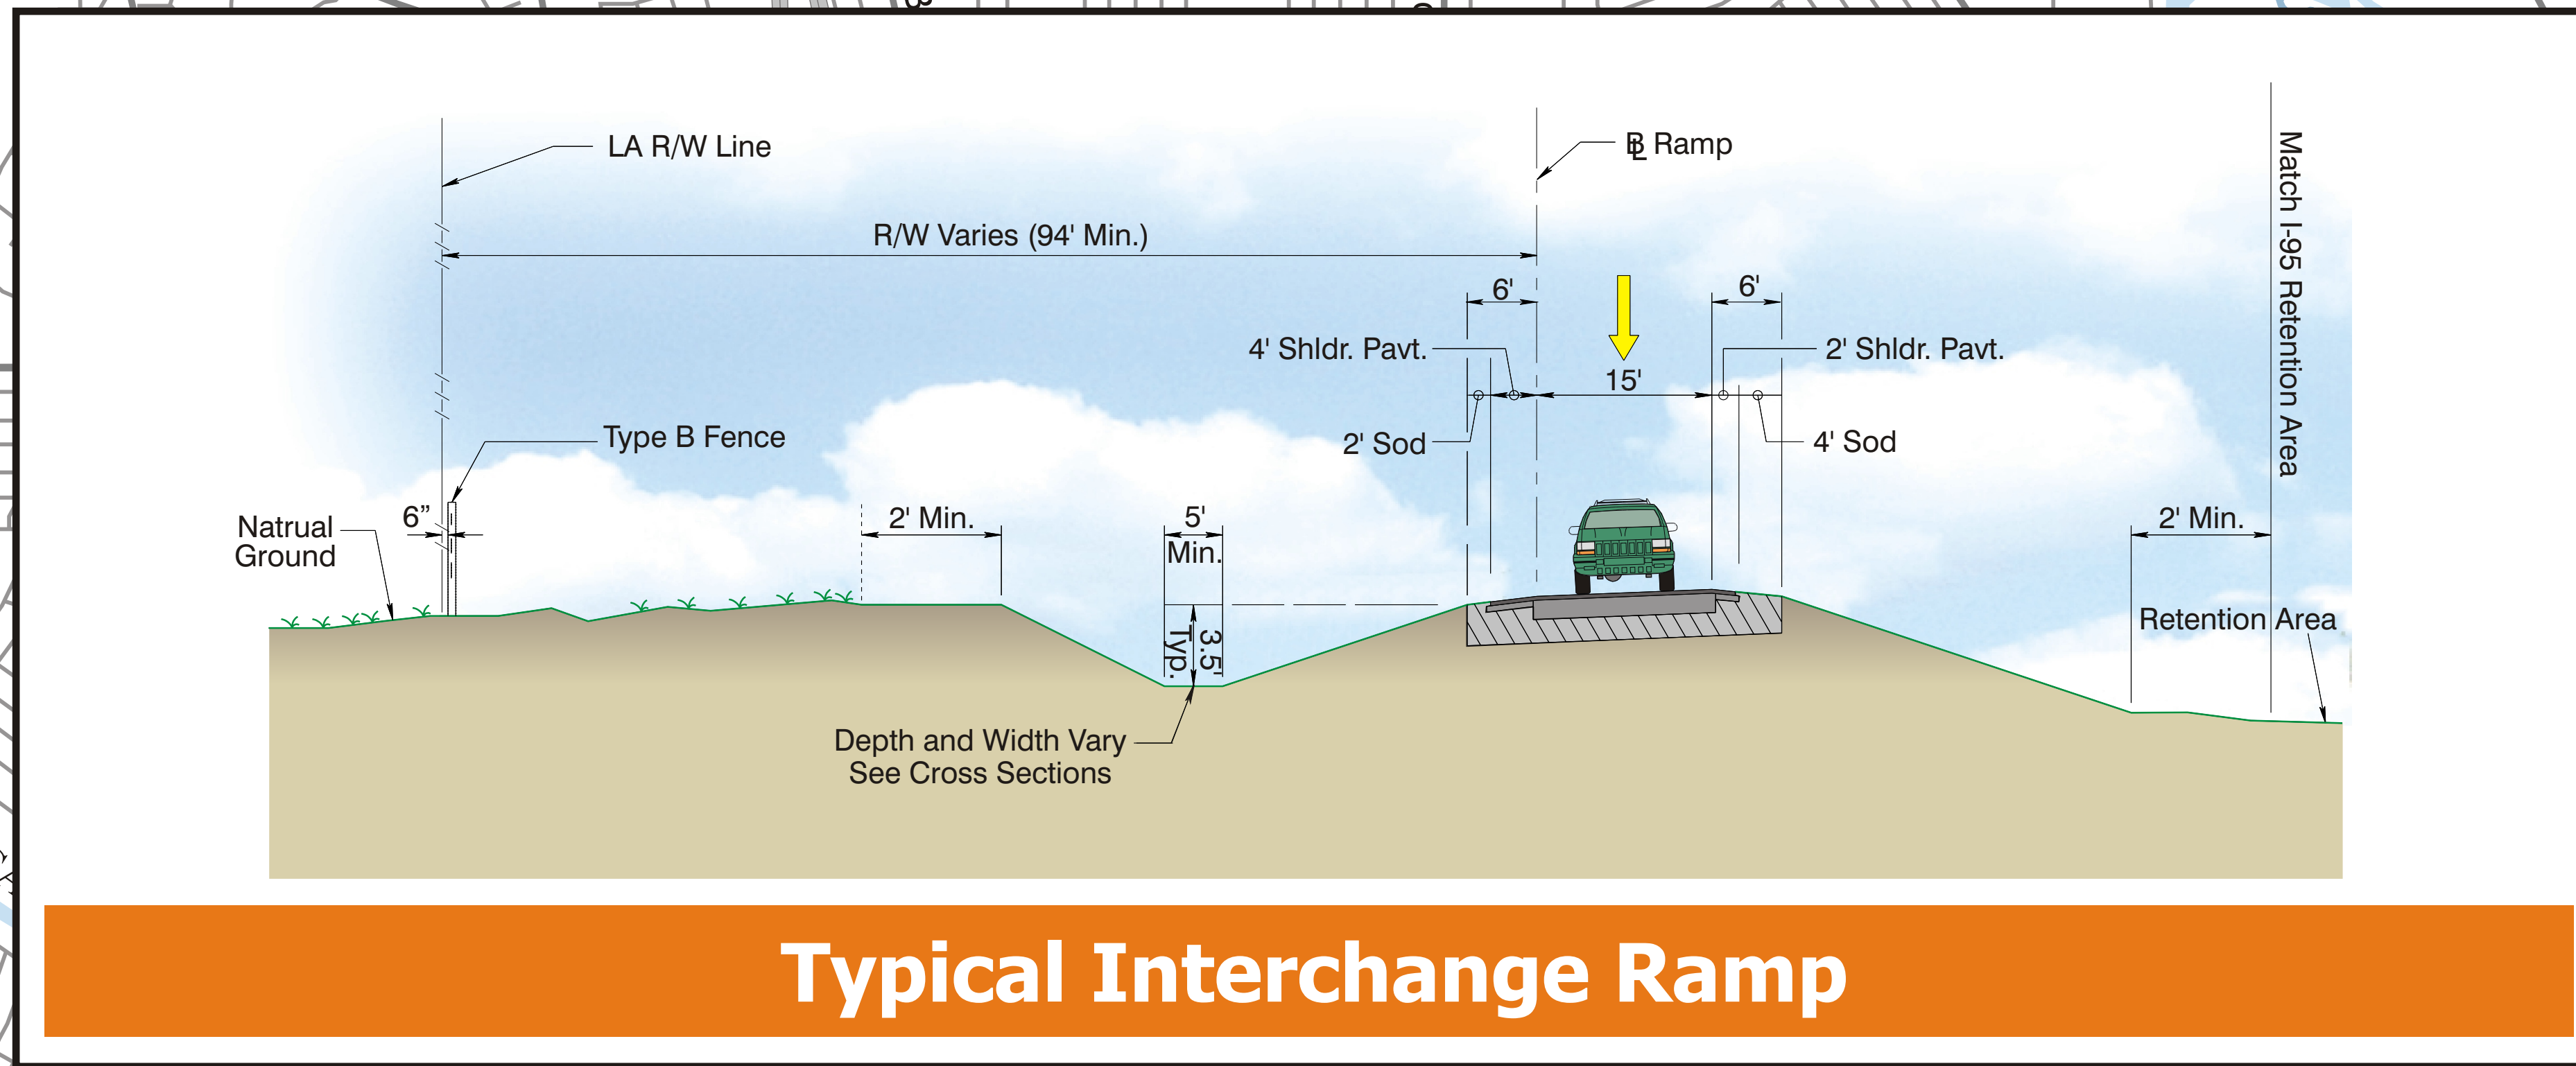 LA R/W Line
BL Ramp
R/W Varies (94' Min.)
6'
6'
4' Shldr. Pavt.
2' Shldr. Pavt.
15'
2' Sod
4' Sod
Match I-95 Retention Area
Type B Fence
6”
Natrual
Ground
2' Min.
5'
Min.
3.5'
Typ.
2' Min.
Retention Area
Depth and Width Vary
See Cross Sections
Typical Interchange Ramp